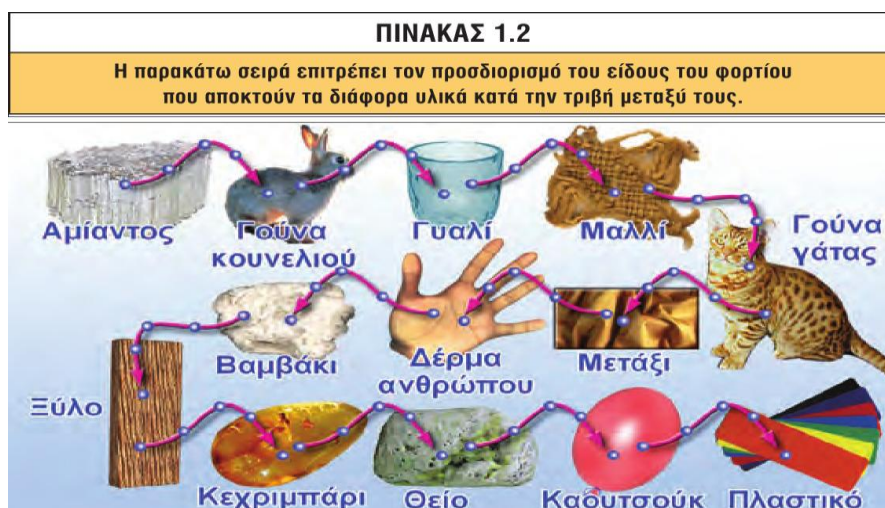 ΠΙΝΑΚΑΣ 1.2
Η παρακάτω σειρά επιτρέπει τον προσδιορισμό του είδους του φορτίου
που αποκτούν τα διάφορα υλικά κατά την τριβή μεταξύ τους.
Αμίαντος
Γούνα
κουνελιού
Γυαλί
Μαλλί
Γούνα
γάτας
Μετάξι
Δέρμα
ανθρώπου
Βαμβάκι
Ξύλο
Κεχριμπάρι
Θείο
Καουτσούκ
Πλαστικό